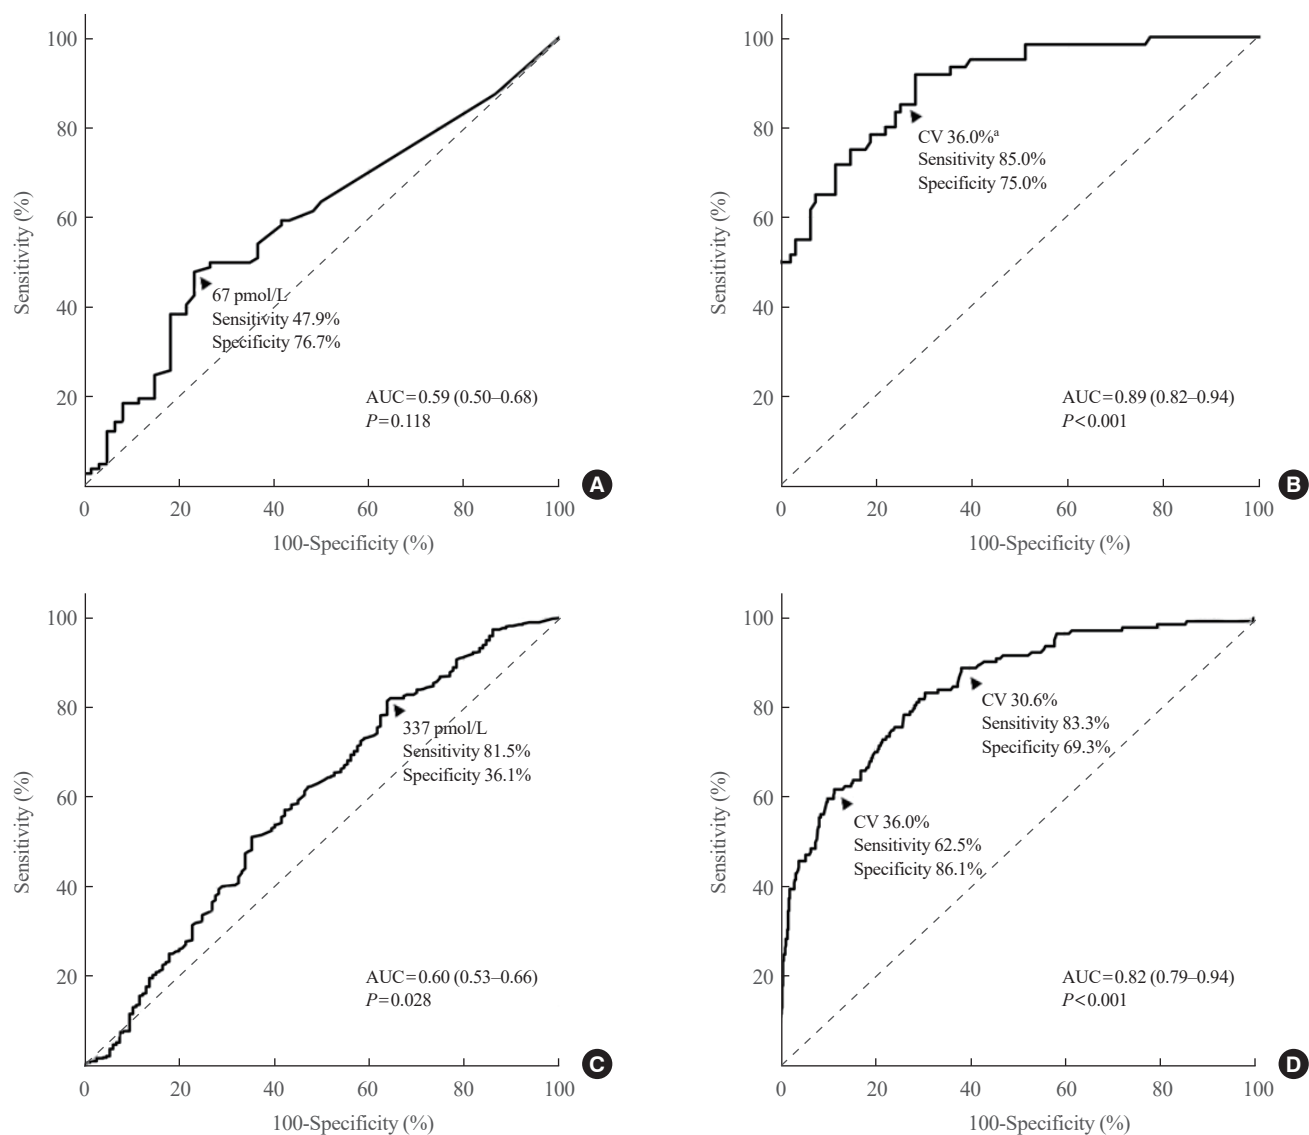 100
80
60
40
20
Sensitivity (%)
67 pmol/L
Sensitivity 47.9%
Specificity 76.7%
AUC=0.59 (0.50–0.68)
P=0.118
0 20 40 60 80 100
100-Specificity (%)
A
100
80
60
40
20
Sensitivity (%)
CV 36.0%ᵃ
Sensitivity 85.0%
Specificity 75.0%
AUC=0.89 (0.82–0.94)
P<0.001
0 20 40 60 80 100
100-Specificity (%)
B
100
80
60
40
20
Sensitivity (%)
337 pmol/L
Sensitivity 81.5%
Specificity 36.1%
AUC=0.60 (0.53–0.66)
P=0.028
0 20 40 60 80 100
100-Specificity (%)
C
100
80
60
40
20
Sensitivity (%)
CV 30.6%
Sensitivity 83.3%
Specificity 69.3%
CV 36.0%
Sensitivity 62.5%
Specificity 86.1%
AUC=0.82 (0.79–0.94)
P<0.001
0 20 40 60 80 100
100-Specificity (%)
D